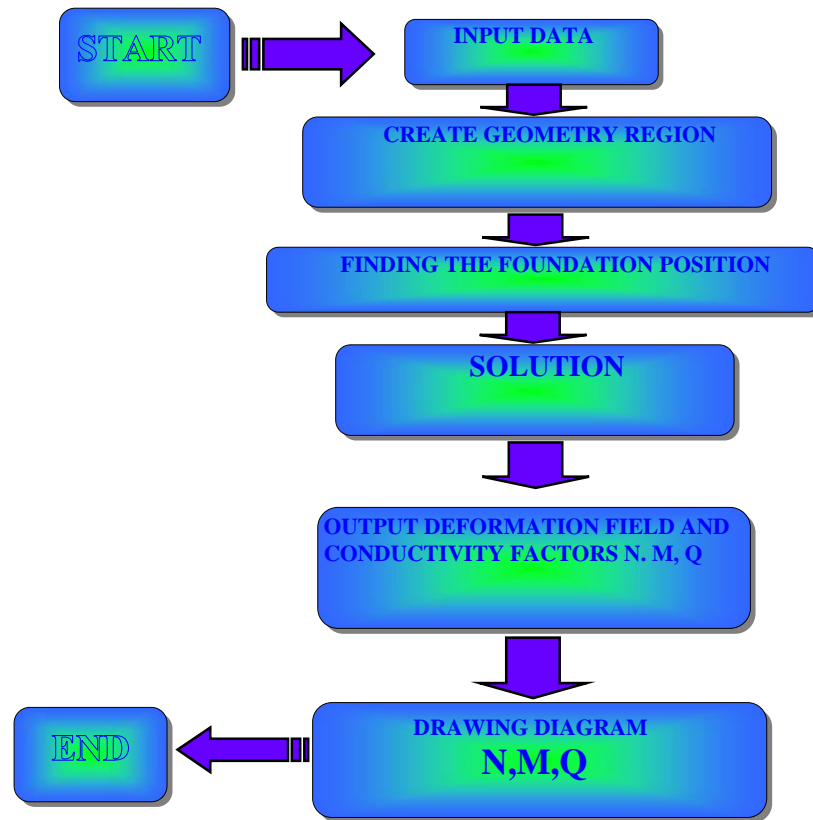 START
INPUT DATA
CREATE GEOMETRY REGION
FINDING THE FOUNDATION POSITION
SOLUTION
OUTPUT DEFORMATION FIELD AND
CONDUCTIVITY FACTORS N. M, Q
DRAWING DIAGRAM
N,M,Q
END